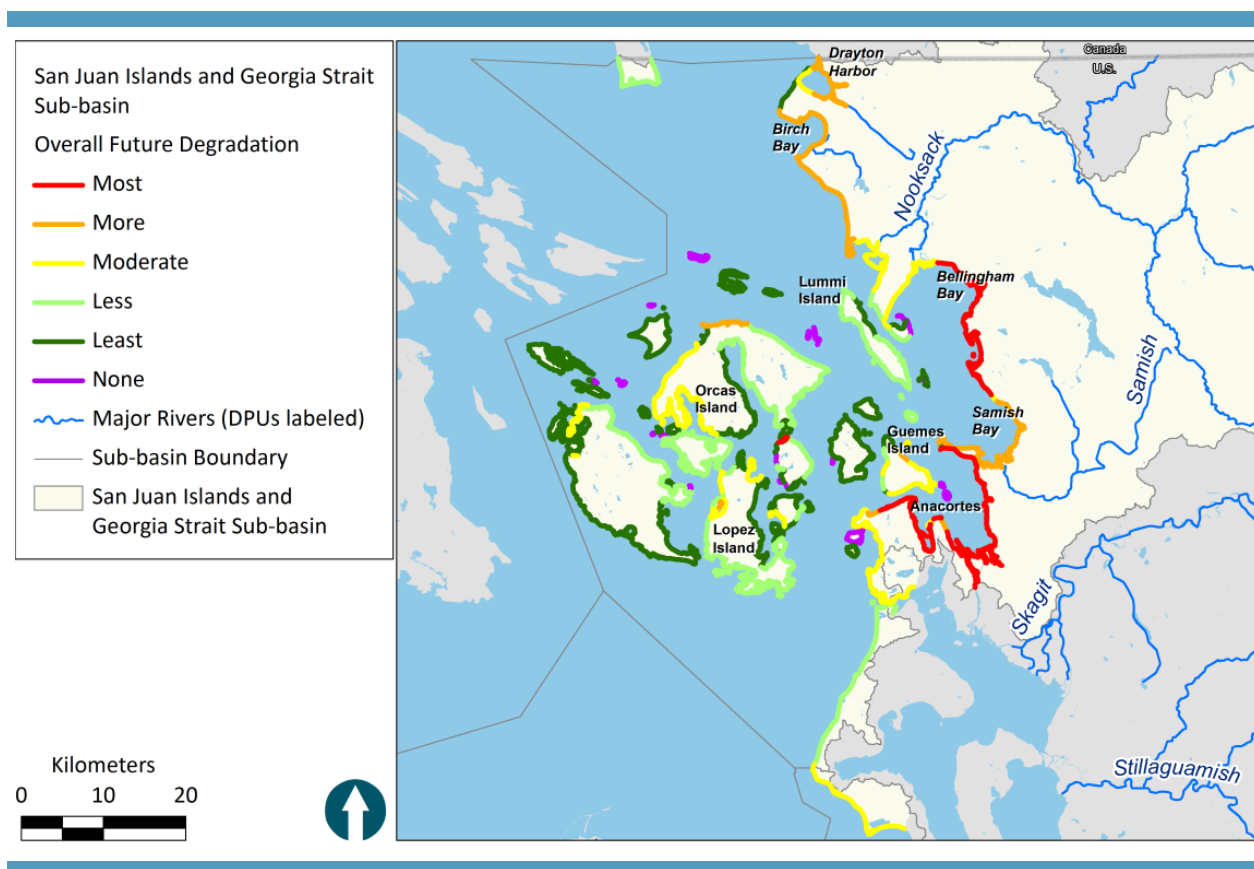 San Juan Islands and Georgia Strait
Sub-basin
Overall Future Degradation
Most
More
Moderate
Less
Least
None
Major Rivers (DPUs labeled)
Sub-basin Boundary
San Juan Islands and
Georgia Strait Sub-basin
Kilometers
0 10 20
Drayton
Harbor
Canada
U.S.
Birch
Bay
Nooksack
Lummi
Island
Bellingham
Bay
Samish
Orcas
Island
Samish
Bay
Guemes
Island
Anacortes
Lopez
Island
Skagit
Stillaguamish